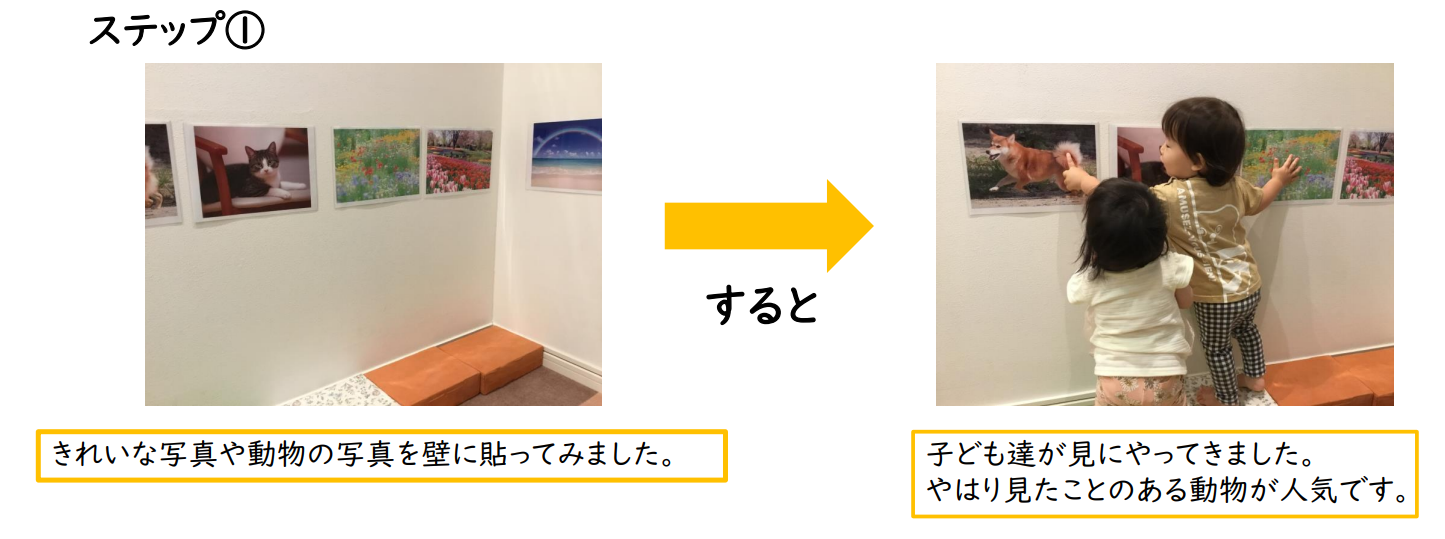 ステップ①
すると
きれいな写真や動物の写真を壁に貼ってみました。
子ども達が見にやってきました。
やはり見たことのある動物が人気です。